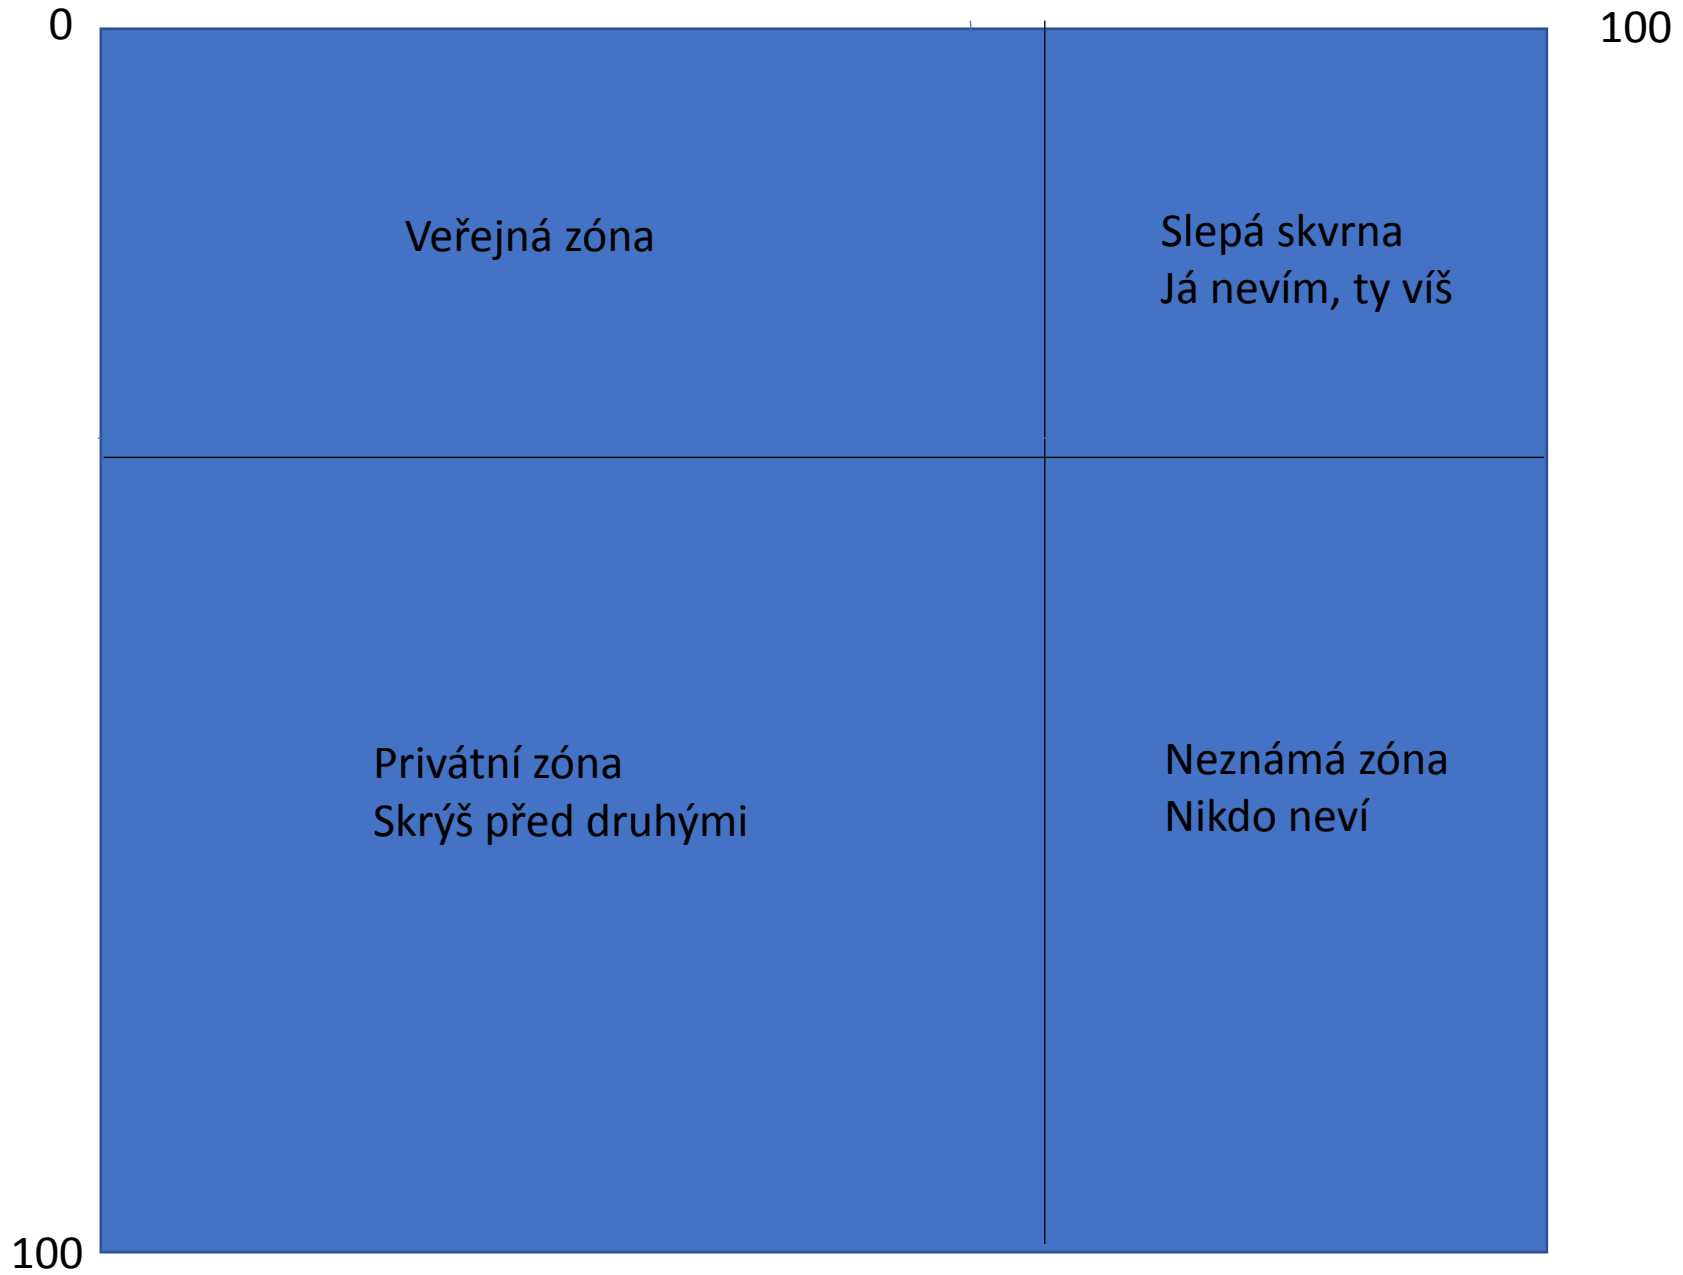 0
100
Veřejná zóna
Slepá skvrna
Já nevím, ty víš
Privátní zóna
Skrýš před druhými
Neznámá zóna
Nikdo neví
100